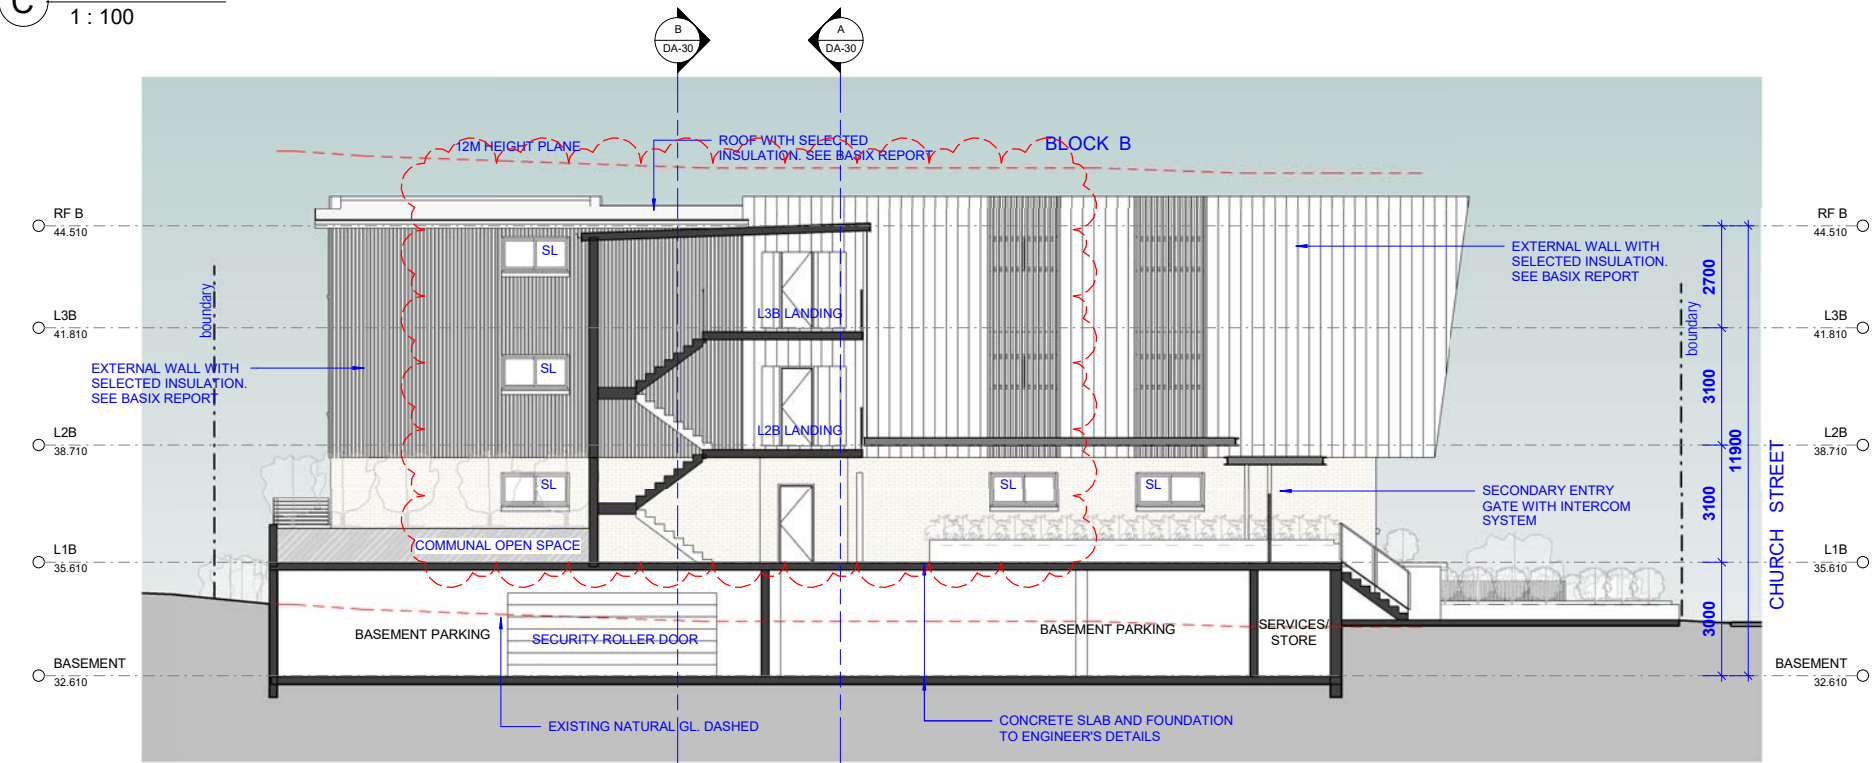 C
1 : 100
B
DA-30
A
DA-30
12M HEIGHT PLANE
ROOF WITH SELECTED
INSULATION. SEE BASIX REPORT
BLOCK B
RF B
44.510
RF B
44.510
SL
EXTERNAL WALL WITH
SELECTED INSULATION.
SEE BASIX REPORT
2700
boundary
boundary
L3B
41.810
L3B LANDING
L3B
41.810
EXTERNAL WALL WITH
SELECTED INSULATION.
SEE BASIX REPORT
SL
3100
L2B
38.710
L2B LANDING
L2B
38.710
11900
SL
SL
SL
SECONDARY ENTRY
GATE WITH INTERCOM
SYSTEM
3100
CHURCH STREET
COMMUNAL OPEN SPACE
L1B
35.610
L1B
35.610
BASEMENT PARKING
SECURITY ROLLER DOOR
BASEMENT PARKING
SERVICES/
STORE
3000
BASEMENT
32.610
BASEMENT
32.610
EXISTING NATURAL GL. DASHED
CONCRETE SLAB AND FOUNDATION
TO ENGINEER'S DETAILS